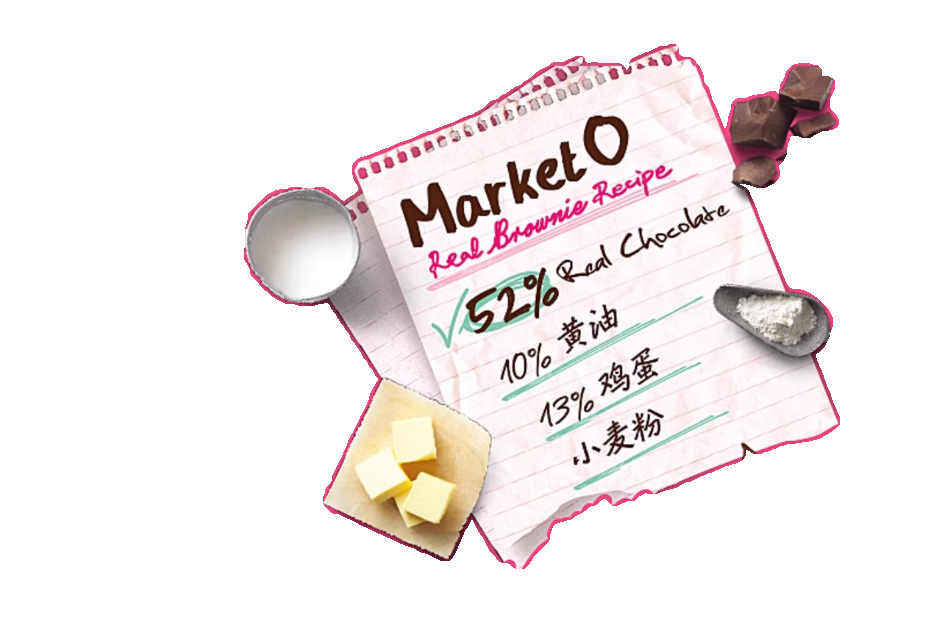 Market O
Real Brownie Recipe
52% Real Chocolate
10% 黄油
13% 鸡蛋
小麦粉